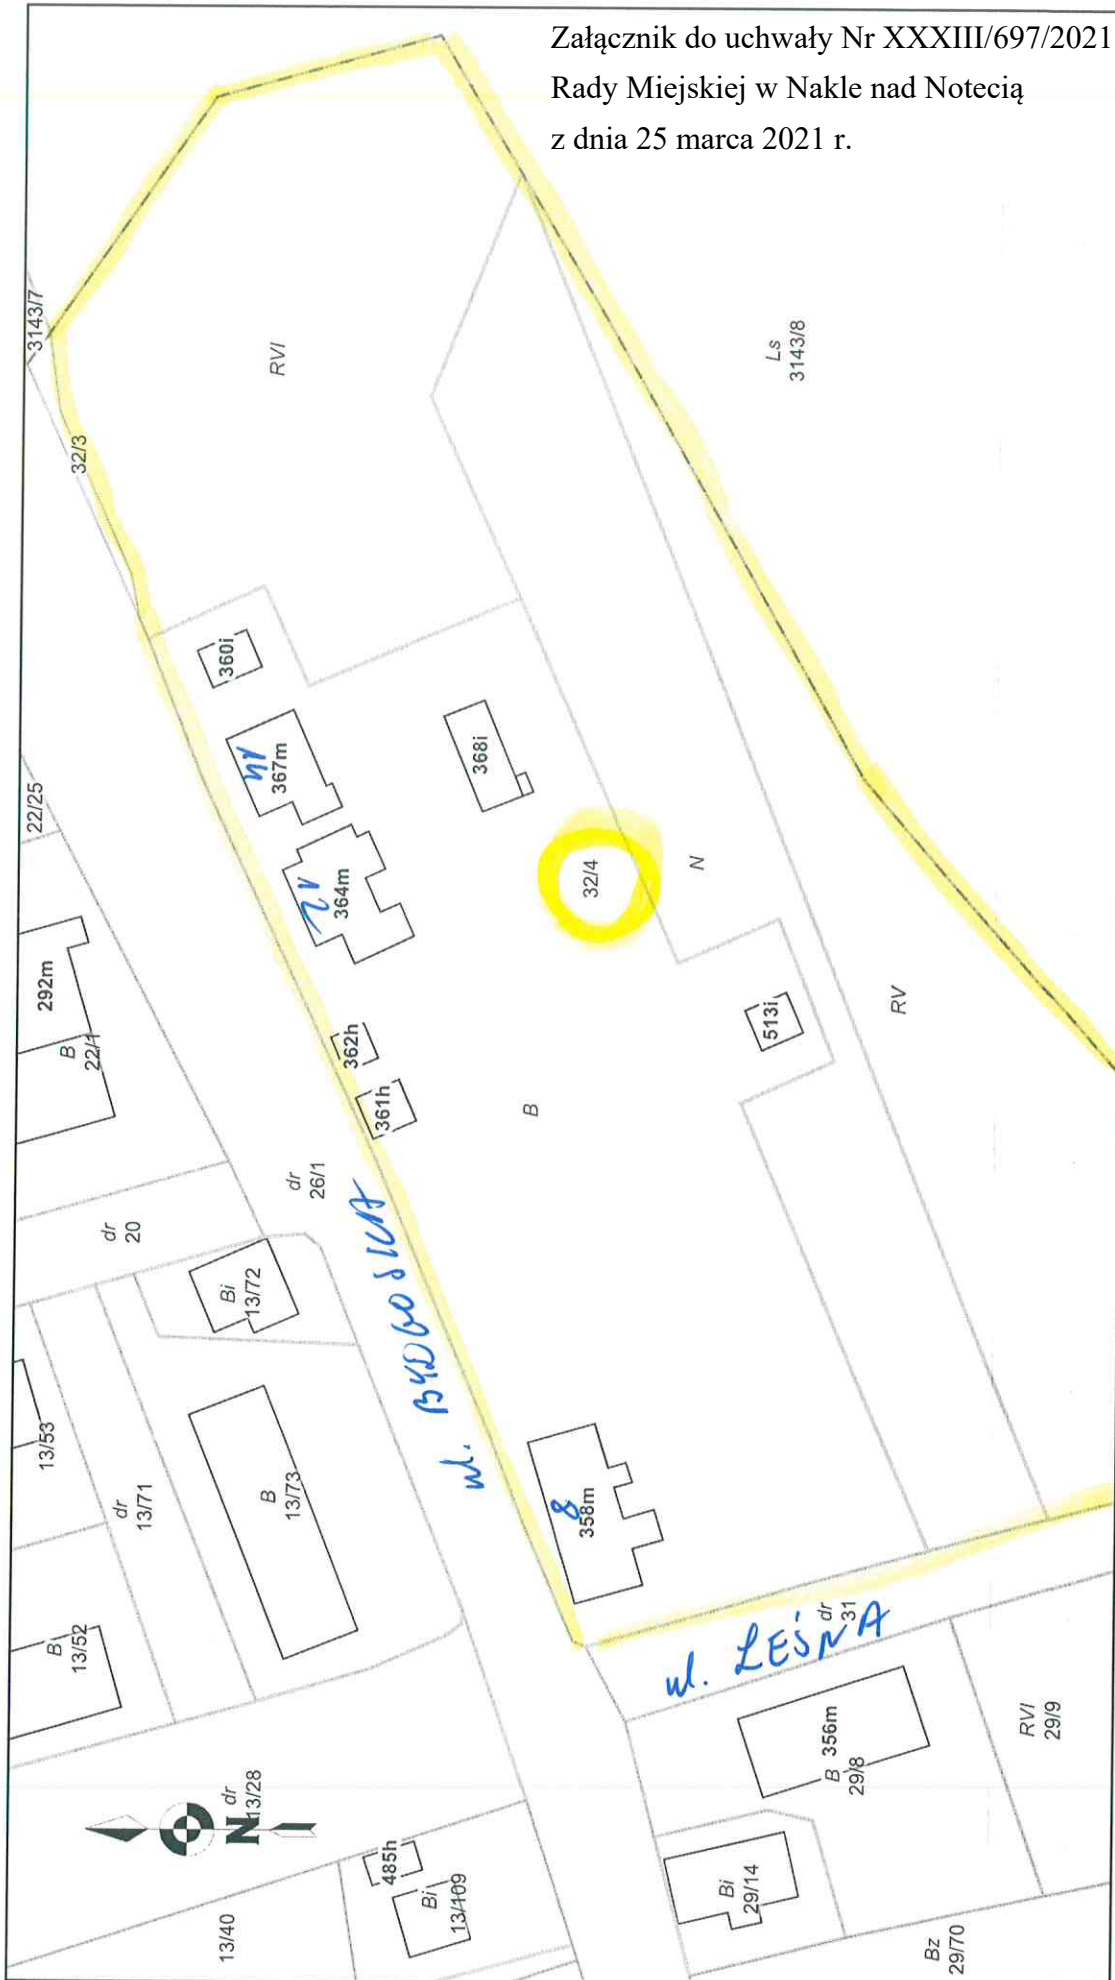 Załącznik do uchwały Nr XXXIII/697/2021
Rady Miejskiej w Nakle nad Notecią
z dnia 25 marca 2021 r.
3143/7
32/3
RVI
Ls
3143/8
360i
367m
368i
22/25
364m
32/4
N
292m
B
22/1
362h
361h
513i
RV
B
dr
26/1
dr
20
Bi
13/72
ul. BYDGOSKA
13/53
dr
13/71
B
13/73
8
358m
B
13/52
dr
31
ul. LEŚNA
356m
B
29/8
RVI
29/9
dr
13/28
N
485h
Bi
13/109
13/40
Bi
29/14
Bz
29/70